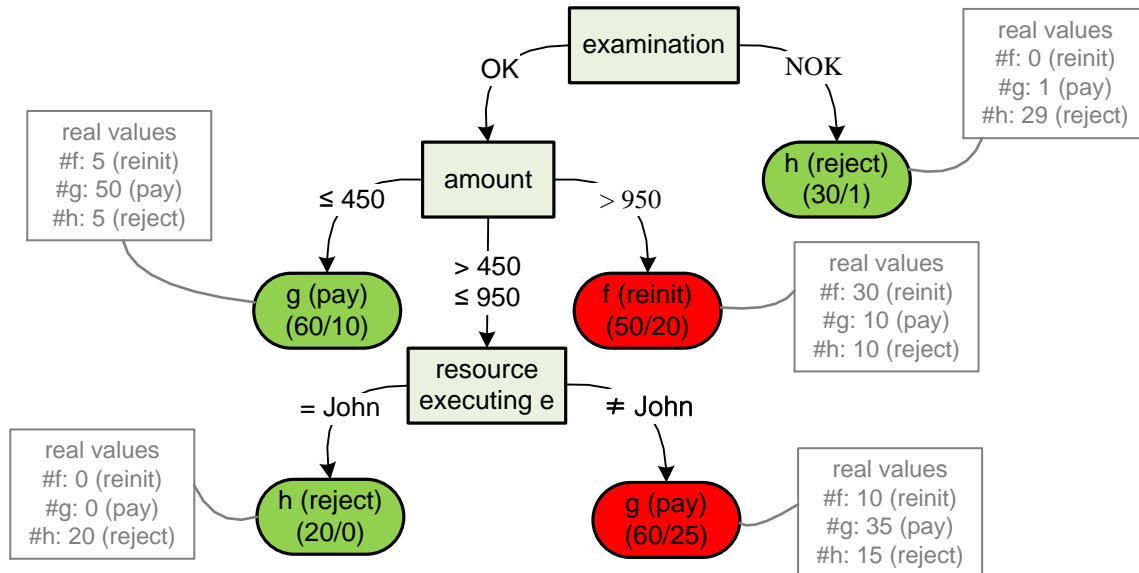 examination
OK
NOK
real values
#f: 0 (reinit)
#g: 1 (pay)
#h: 29 (reject)
real values
#f: 5 (reinit)
#g: 50 (pay)
#h: 5 (reject)
amount
h (reject)
(30/1)
≤ 450
> 450
≤ 950
> 950
g (pay)
(60/10)
f (reinit)
(50/20)
real values
#f: 30 (reinit)
#g: 10 (pay)
#h: 10 (reject)
resource
executing e
= John
≠ John
real values
#f: 0 (reinit)
#g: 0 (pay)
#h: 20 (reject)
h (reject)
(20/0)
g (pay)
(60/25)
real values
#f: 10 (reinit)
#g: 35 (pay)
#h: 15 (reject)